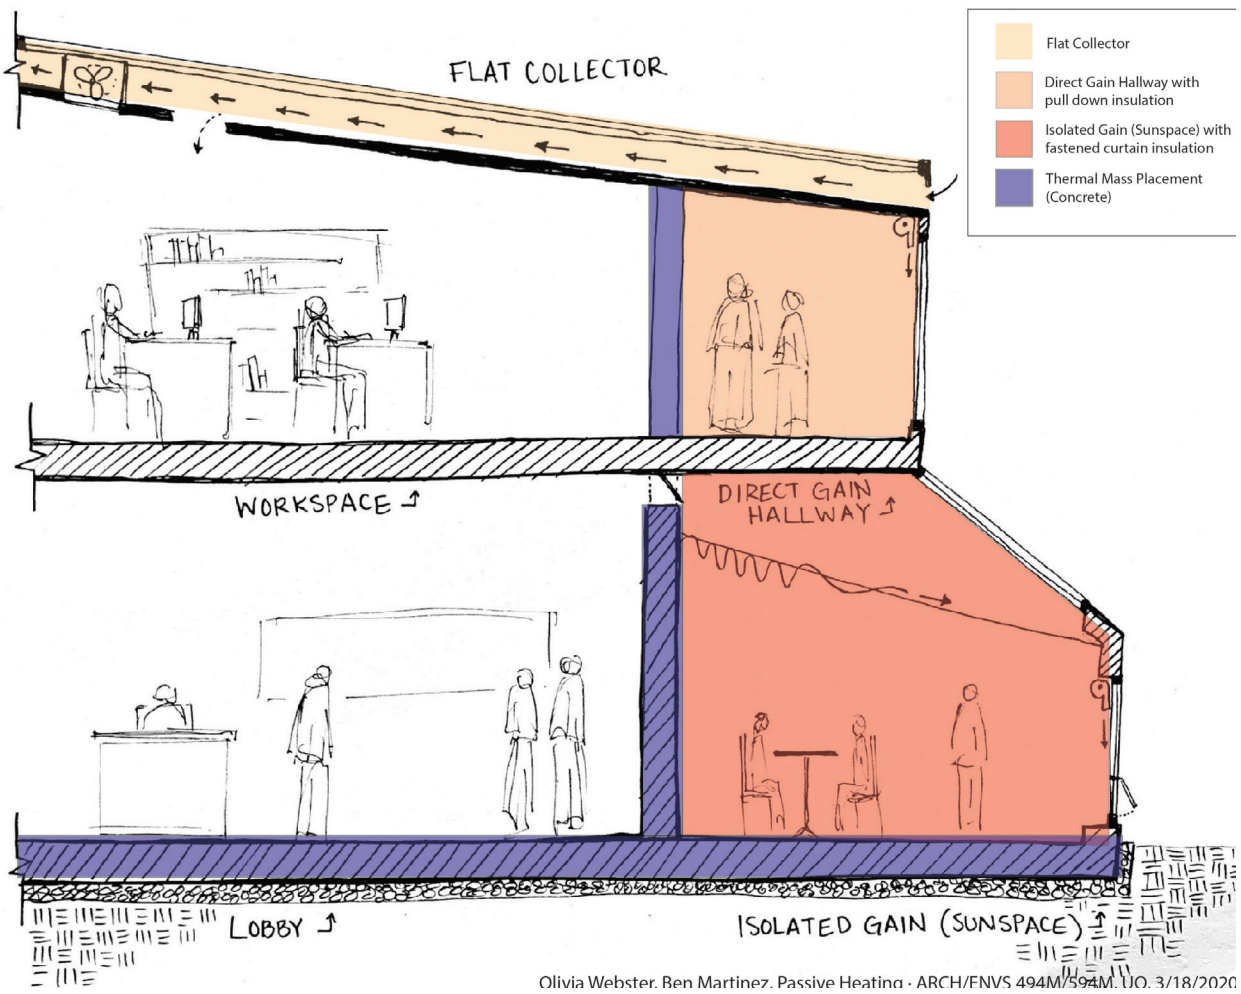 FLAT COLLECTOR
Flat Collector
Direct Gain Hallway with
pull down insulation
Isolated Gain (Sunspace) with
fastened curtain insulation
Thermal Mass Placement
(Concrete)
WORKSPACE
DIRECT GAIN
HALLWAY
LOBBY
ISOLATED GAIN (SUNSPACE)
Olivia Webster, Ben Martinez, Passive Heating · ARCH/ENVS 494M/594M, UO, 3/18/2020